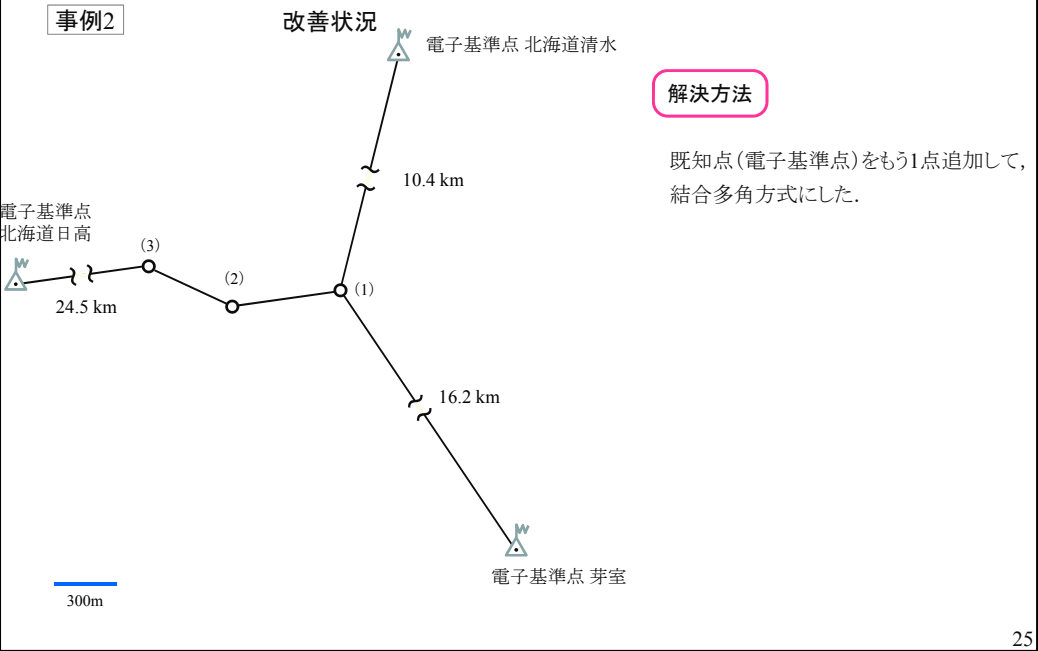 事例2
改善状況
電子基準点 北海道清水
解決方法
既知点(電子基準点)をもう1点追加して,
結合多角方式にした.
10.4 km
電子基準点
北海道日高
(3)
(2)
(1)
24.5 km
16.2 km
電子基準点 芽室
300m
25